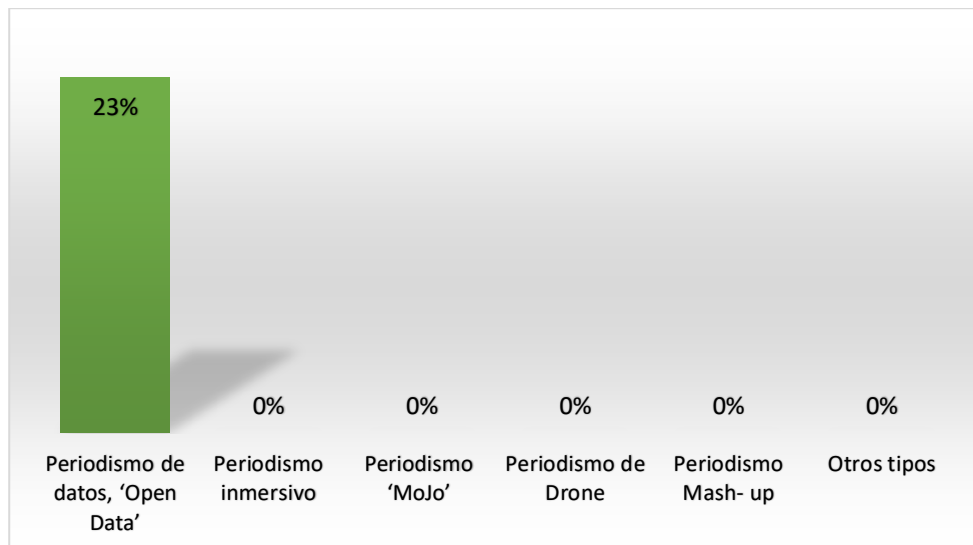 23%
0%
0%
0%
0%
0%
Periodismo de
datos, ‘Open
Data’
Periodismo
inmersivo
Periodismo
‘MoJo’
Periodismo de
Drone
Periodismo
Mash- up
Otros tipos